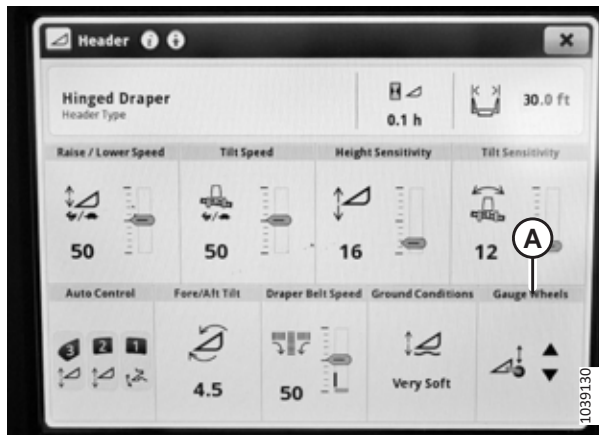 Header
Hinged Draper
Header Type
0.1 h
30.0 ft
Raise / Lower Speed
Tilt Speed
Height Sensitivity
Tilt Sensitivity
50
50
16
12
A
Auto Control
Fore/Aft Tilt
Draper Belt Speed
Ground Conditions
Gauge Wheels
3
2
1
4.5
50
Very Soft
1039130